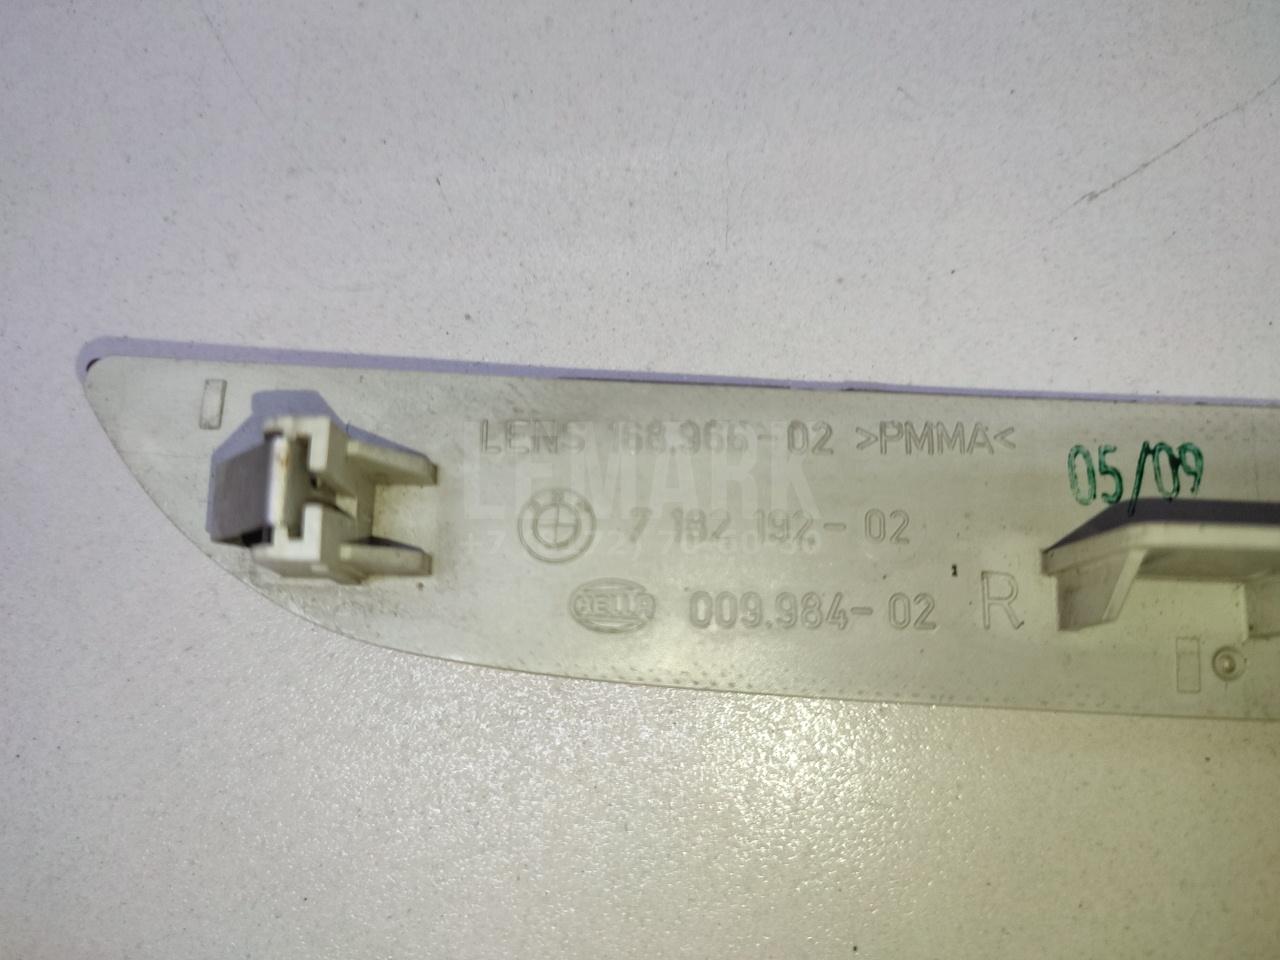 LENS 168.966-02 >PMMA<
05/09
LEMARK
7 182 192-02
HELLA 009.984-02 R